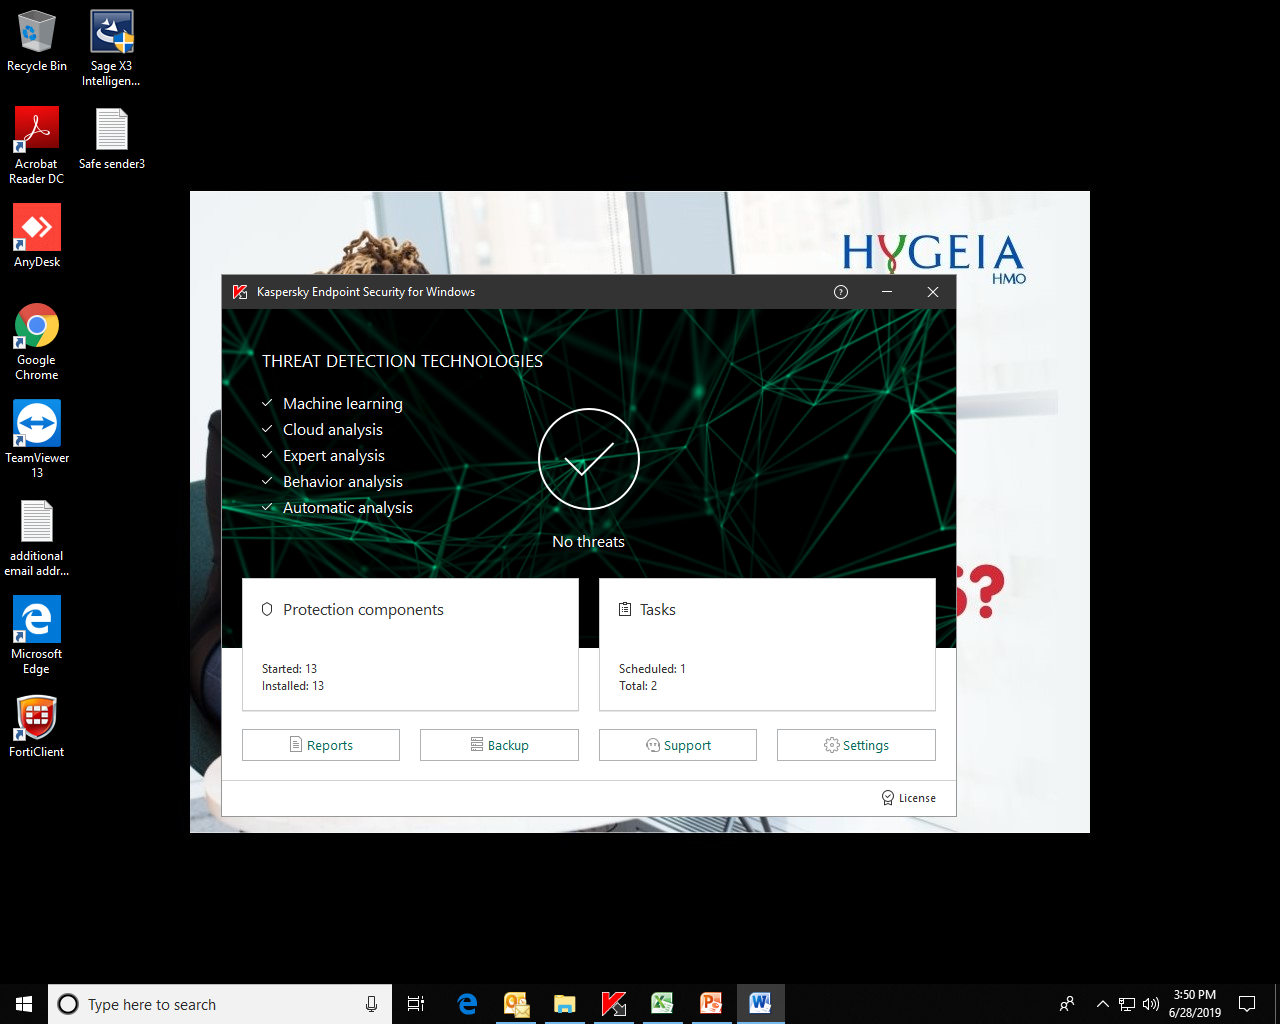 Recycle Bin
Sage X3
Intelligen...
Acrobat
Reader DC
Safe sender3
AnyDesk
Google
Chrome
TeamViewer
13
additional
email addr...
Microsoft
Edge
FortiClient
HYGEIA
HMO
S?
Kaspersky Endpoint Security for Windows
THREAT DETECTION TECHNOLOGIES
Machine learning
Cloud analysis
Expert analysis
Behavior analysis
Automatic analysis
No threats
Protection components
Started: 13
Installed: 13
Tasks
Scheduled: 1
Total: 2
Reports
Backup
Support
Settings
License
Type here to search
3:50 PM
6/28/2019